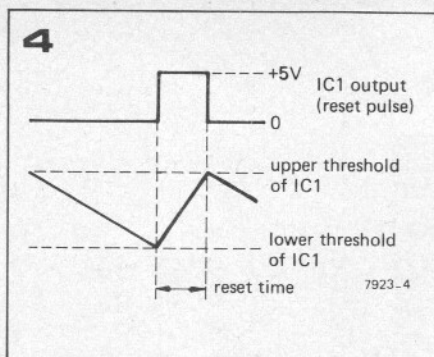 4
+5V
IC1 output
(reset pulse)
0
upper threshold
of IC1
lower threshold
of IC1
reset time
7923-4